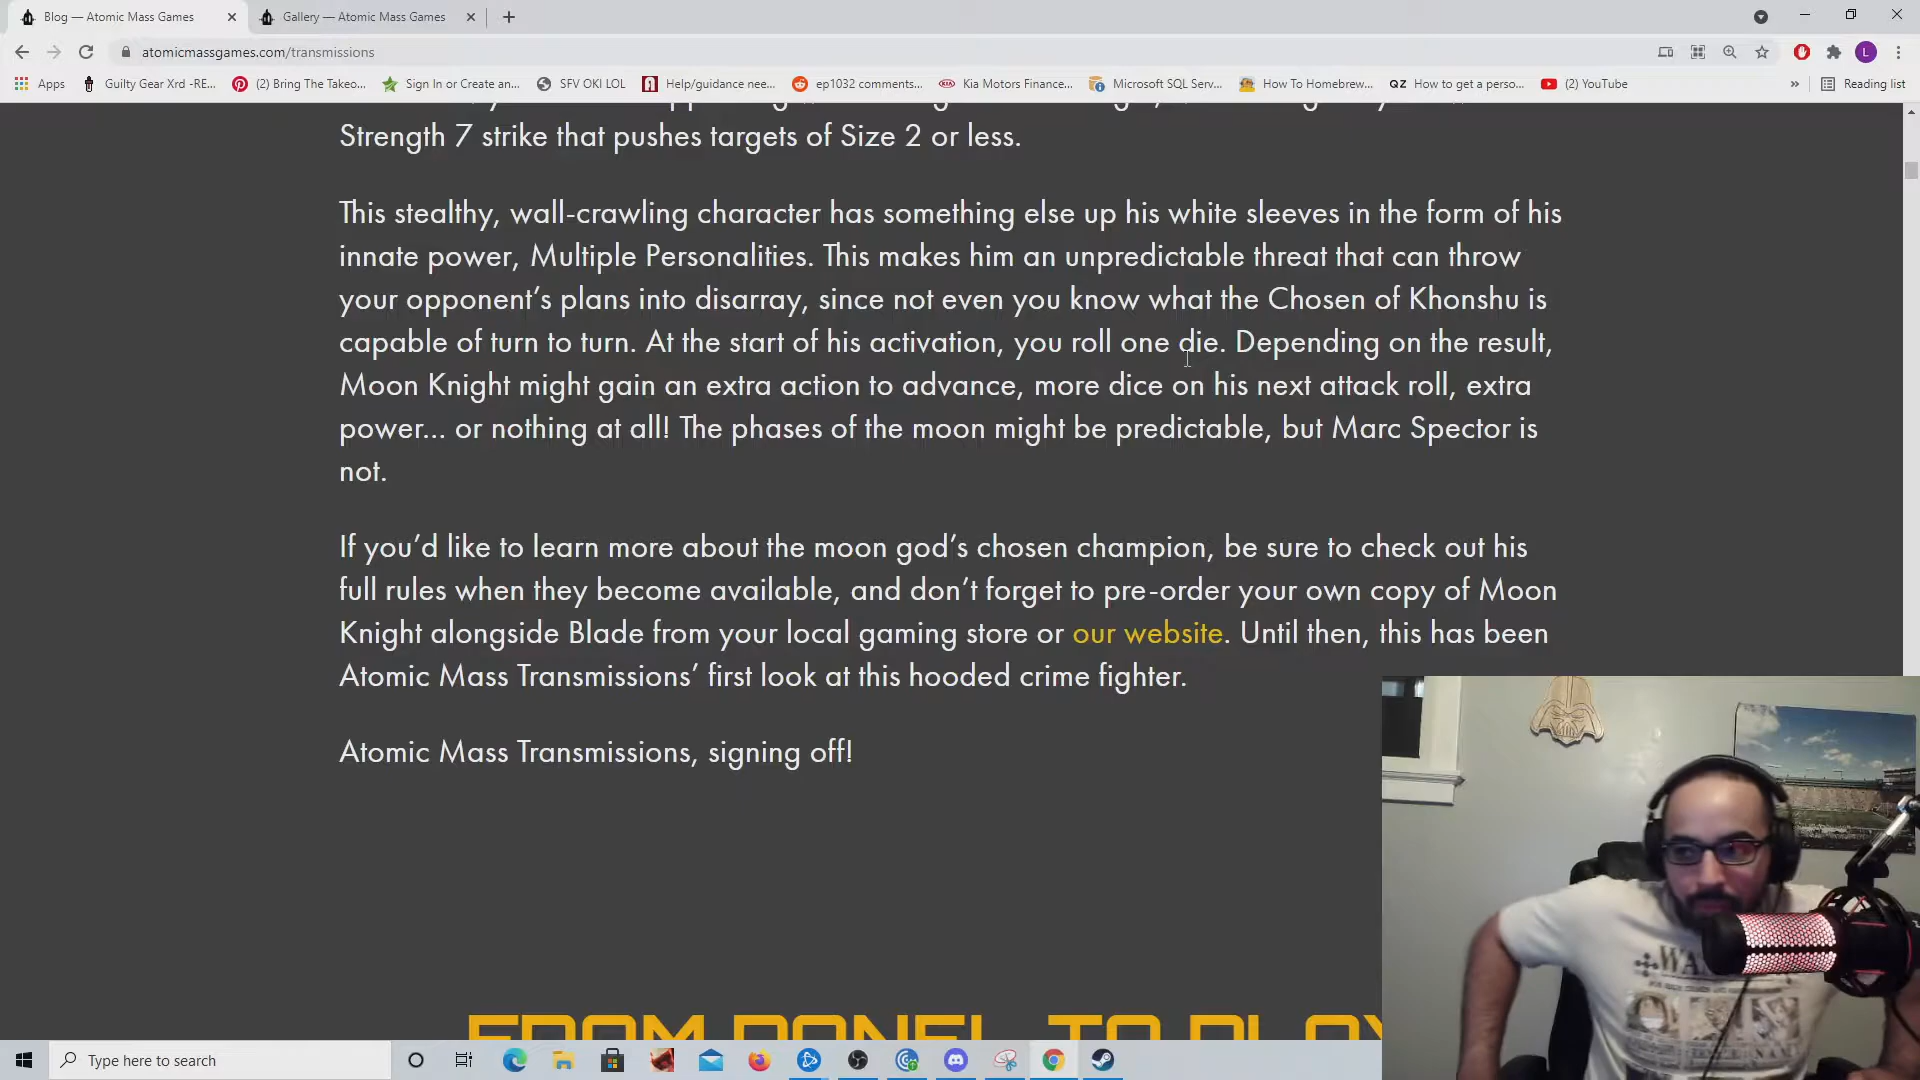 Blog — Atomic Mass Games
Gallery — Atomic Mass Games
atomicmassgames.com/transmissions
L
Apps
Guilty Gear Xrd -RE...
(2) Bring The Takeo...
Sign In or Create an...
SFV OKI LOL
Help/guidance nee...
ep1032 comments...
Kia Motors Finance...
Microsoft SQL Serv...
How To Homebrew...
QZ How to get a perso...
(2) YouTube
»
Reading list
Strength 7 strike that pushes targets of Size 2 or less.
This stealthy, wall-crawling character has something else up his white sleeves in the form of his
innate power, Multiple Personalities. This makes him an unpredictable threat that can throw
your opponent’s plans into disarray, since not even you know what the Chosen of Khonshu is
capable of turn to turn. At the start of his activation, you roll one die. Depending on the result,
Moon Knight might gain an extra action to advance, more dice on his next attack roll, extra
power... or nothing at all! The phases of the moon might be predictable, but Marc Spector is
not.
If you’d like to learn more about the moon god’s chosen champion, be sure to check out his
full rules when they become available, and don’t forget to pre-order your own copy of Moon
Knight alongside Blade from your local gaming store or our website. Until then, this has been
Atomic Mass Transmissions’ first look at this hooded crime fighter.
Atomic Mass Transmissions, signing off!
FROM PANEL TO PLAY
Type here to search